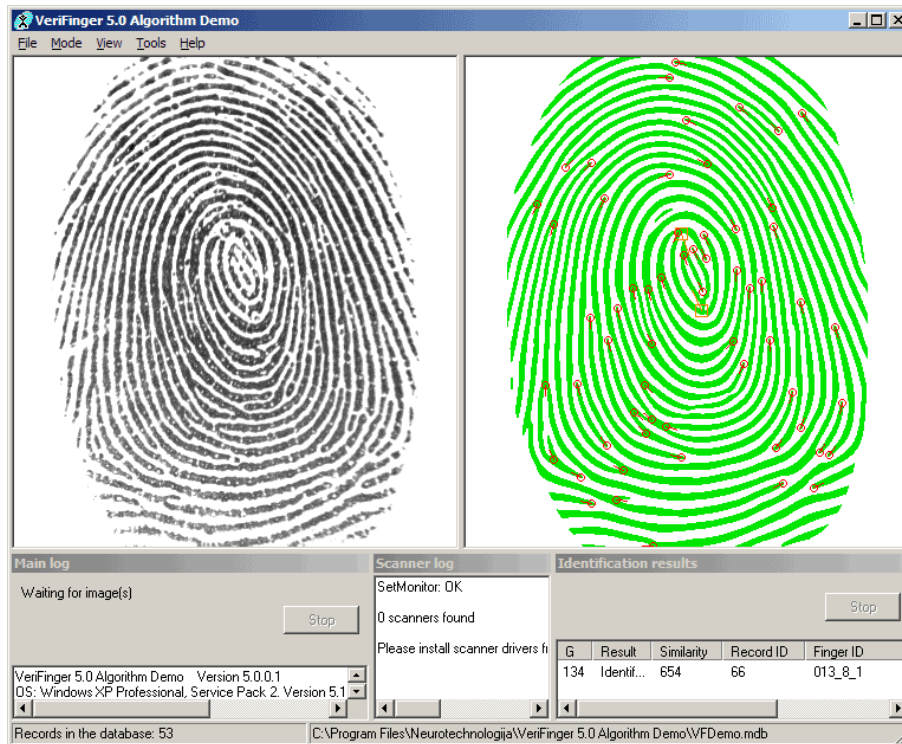 VeriFinger 5.0 Algorithm Demo
File Mode View Tools Help
Main log
Waiting for image(s)
Stop
VeriFinger 5.0 Algorithm Demo Version 5.0.0.1
OS: Windows XP Professional, Service Pack 2. Version 5.1
Scanner log
SetMonitor: OK
0 scanners found
Please install scanner drivers f
Identification results
Stop
G Result Similarity Record ID Finger ID
134 Identif... 654 66 013_8_1
Records in the database: 53
C:\Program Files\Neurotechnologija\VeriFinger 5.0 Algorithm Demo\VFDemo.mdb